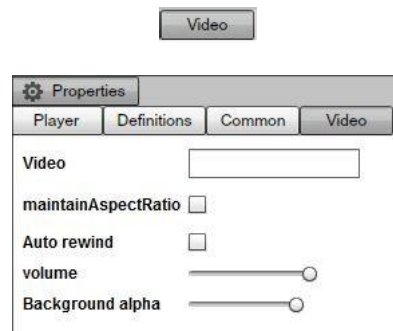 Video
Properties
Player Definitions Common Video
Video
maintainAspectRatio
Auto rewind
volume
Background alpha